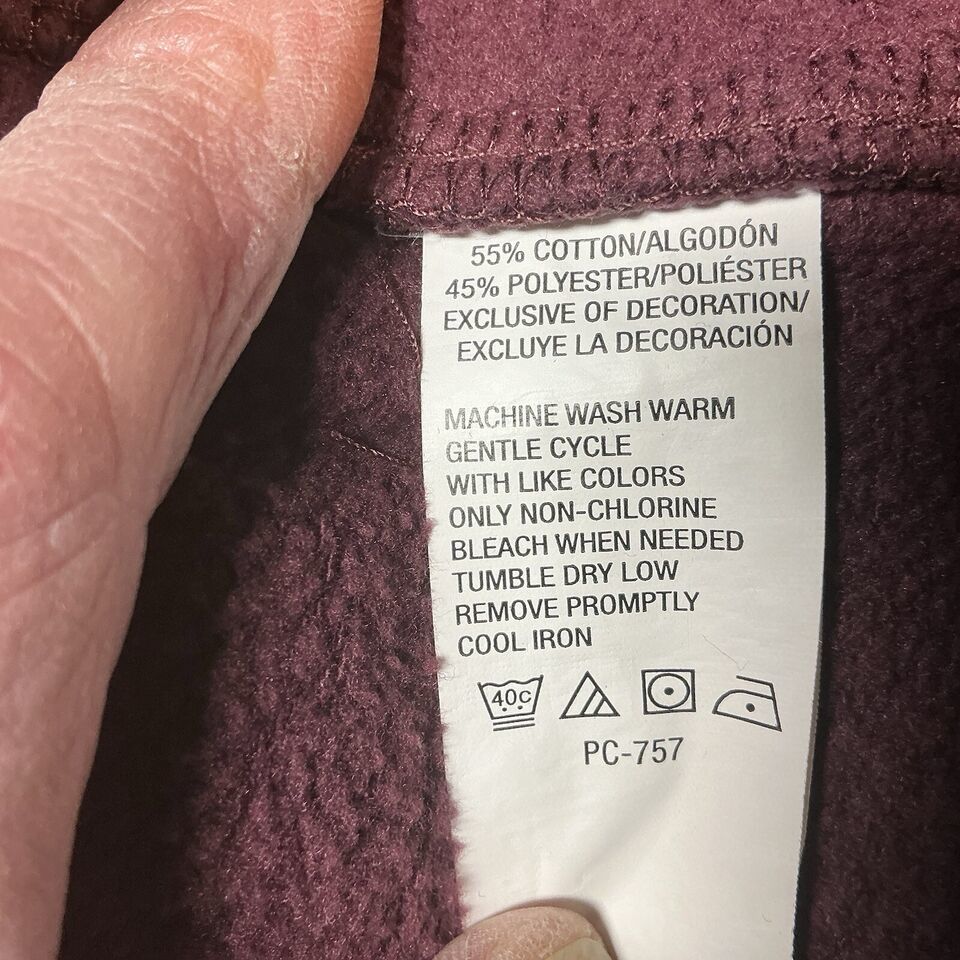 55% COTTON/ALGODÓN
45% POLYESTER/POLIÉSTER
EXCLUSIVE OF DECORATION/
EXCLUYE LA DECORACIÓN
MACHINE WASH WARM
GENTLE CYCLE
WITH LIKE COLORS
ONLY NON-CHLORINE
BLEACH WHEN NEEDED
TUMBLE DRY LOW
REMOVE PROMPTLY
COOL IRON
40c
PC-757